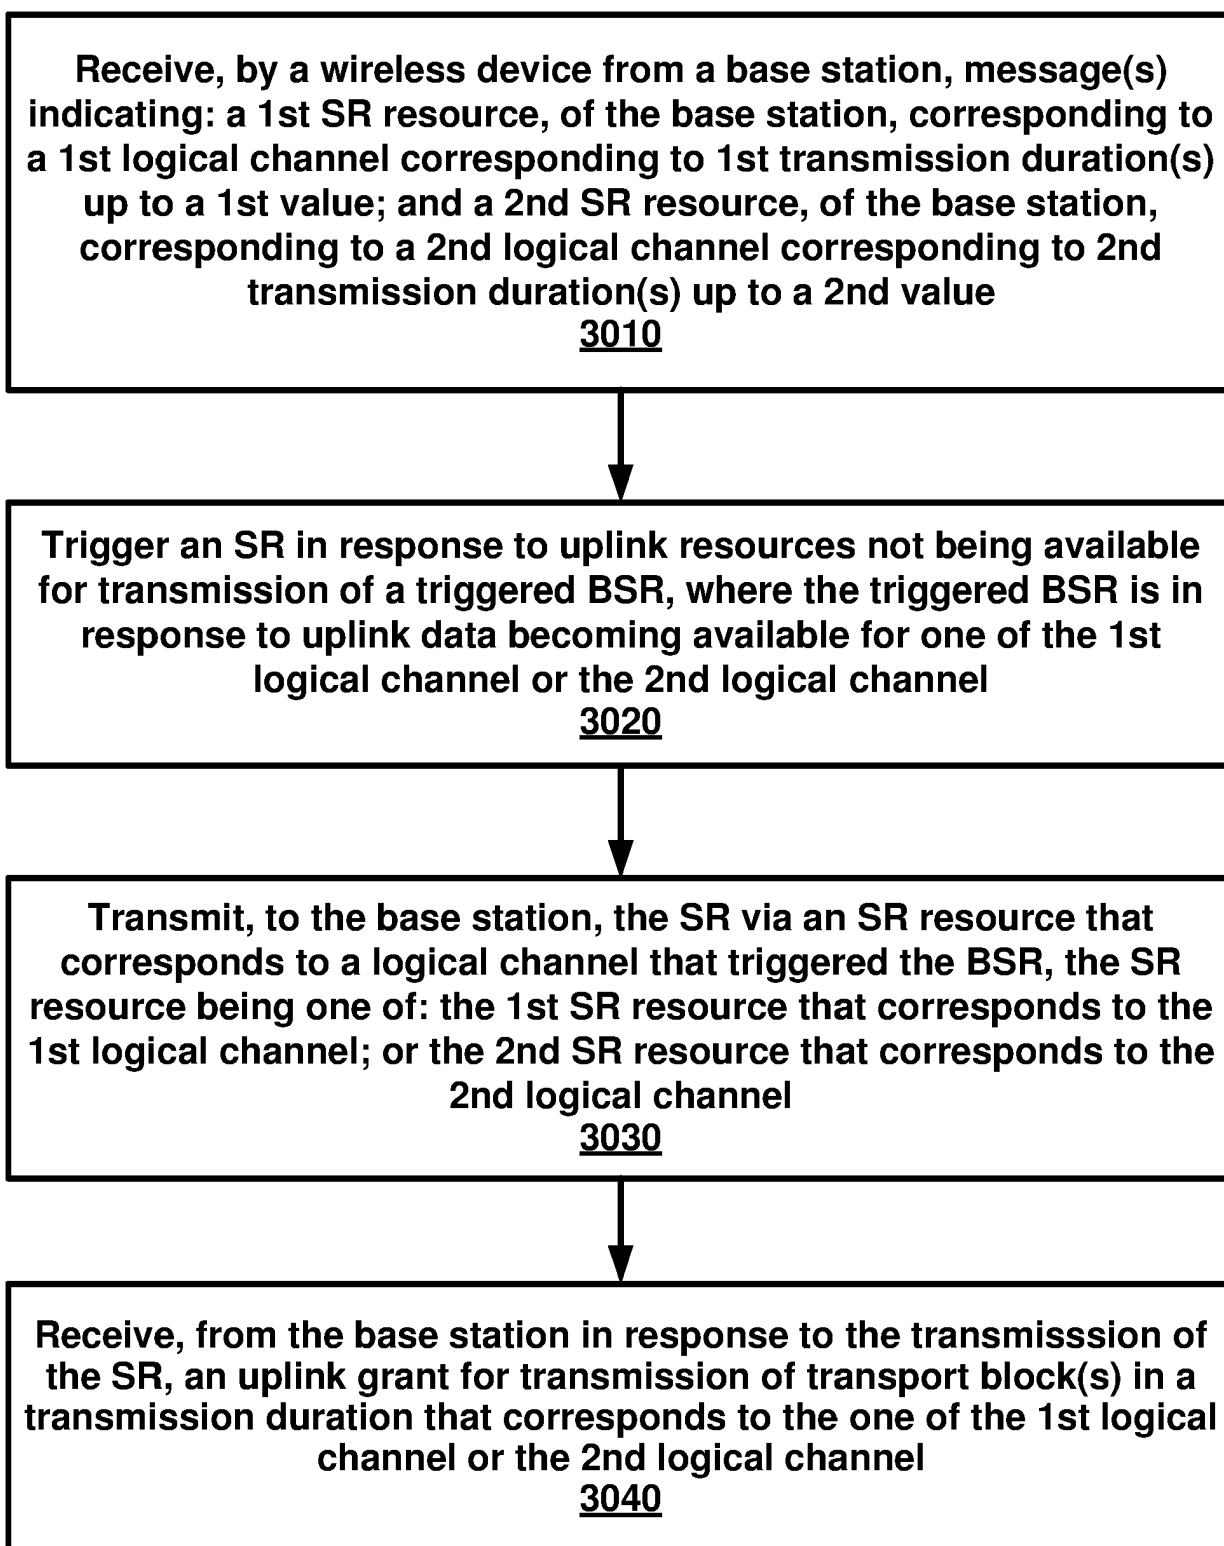 Receive, by a wireless device from a base station, message(s)
indicating: a 1st SR resource, of the base station, corresponding to
a 1st logical channel corresponding to 1st transmission duration(s)
up to a 1st value; and a 2nd SR resource, of the base station,
corresponding to a 2nd logical channel corresponding to 2nd
transmission duration(s) up to a 2nd value
3010
Trigger an SR in response to uplink resources not being available
for transmission of a triggered BSR, where the triggered BSR is in
response to uplink data becoming available for one of the 1st
logical channel or the 2nd logical channel
3020
Transmit, to the base station, the SR via an SR resource that
corresponds to a logical channel that triggered the BSR, the SR
resource being one of: the 1st SR resource that corresponds to the
1st logical channel; or the 2nd SR resource that corresponds to the
2nd logical channel
3030
Receive, from the base station in response to the transmisssion of
the SR, an uplink grant for transmission of transport block(s) in a
transmission duration that corresponds to the one of the 1st logical
channel or the 2nd logical channel
3040